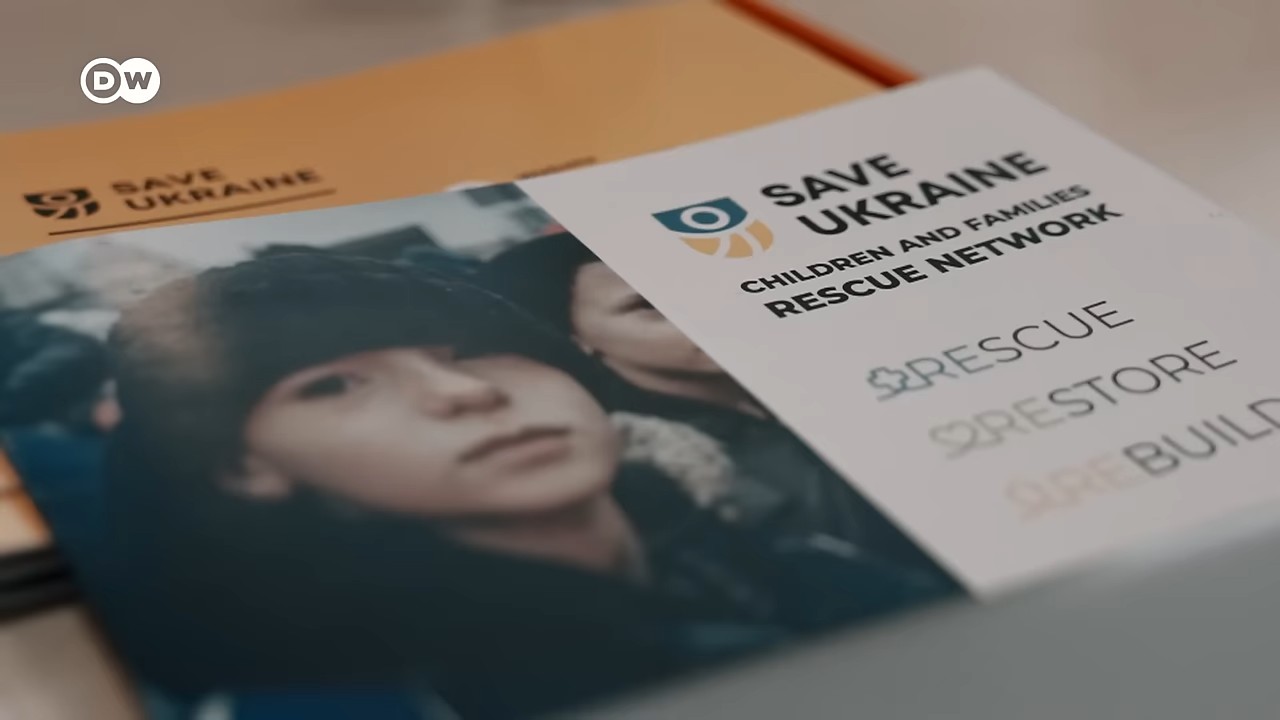 DW
SAVE
UKRAINE
SAVE
UKRAINE
CHILDREN AND FAMILIES
RESCUE NETWORK
RESCUE
RESTORE
REBUILD